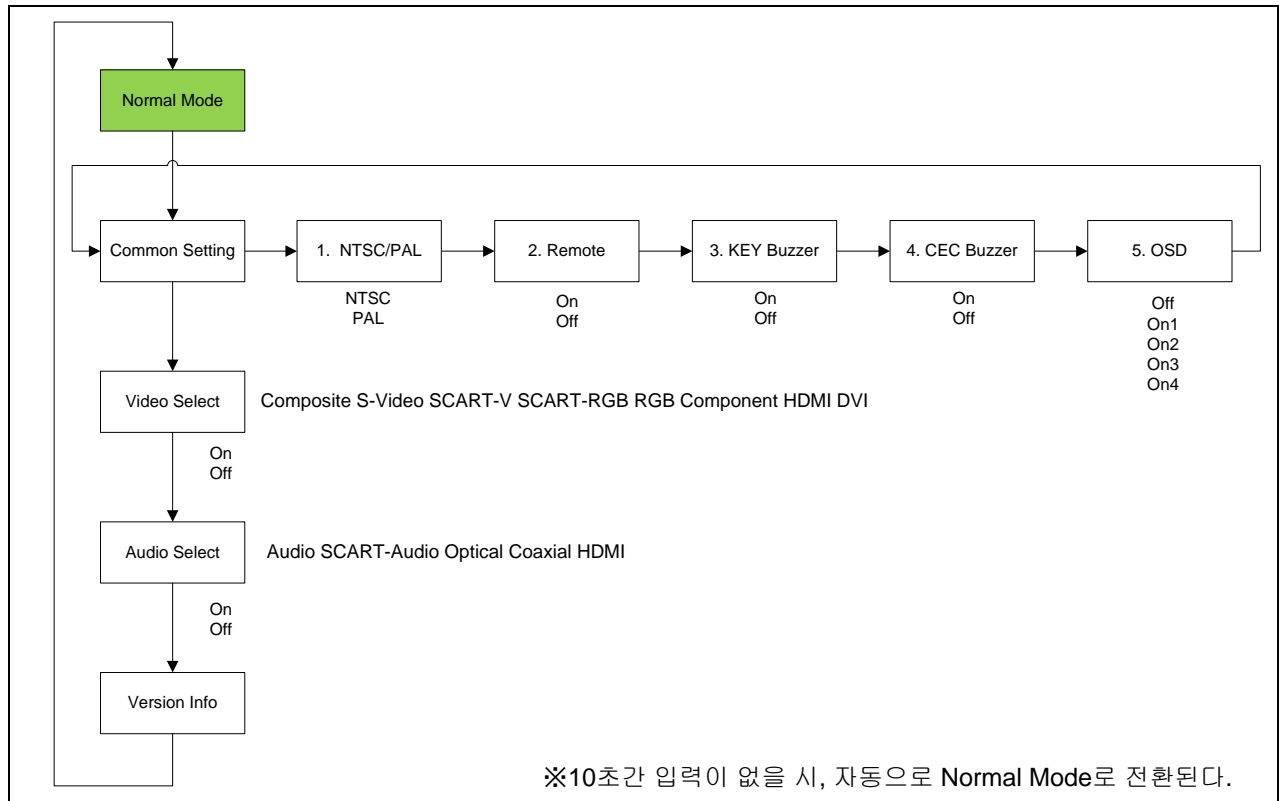 Normal Mode
Common Setting
1. NTSC/PAL
2. Remote
3. KEY Buzzer
4. CEC Buzzer
5. OSD
NTSC
PAL
On
Off
On
Off
On
Off
Off
On1
On2
On3
On4
Video Select
Composite S-Video SCART-V SCART-RGB RGB Component HDMI DVI
On
Off
Audio Select
Audio SCART-Audio Optical Coaxial HDMI
On
Off
Version Info
※10초간 입력이 없을 시, 자동으로 Normal Mode로 전환된다.